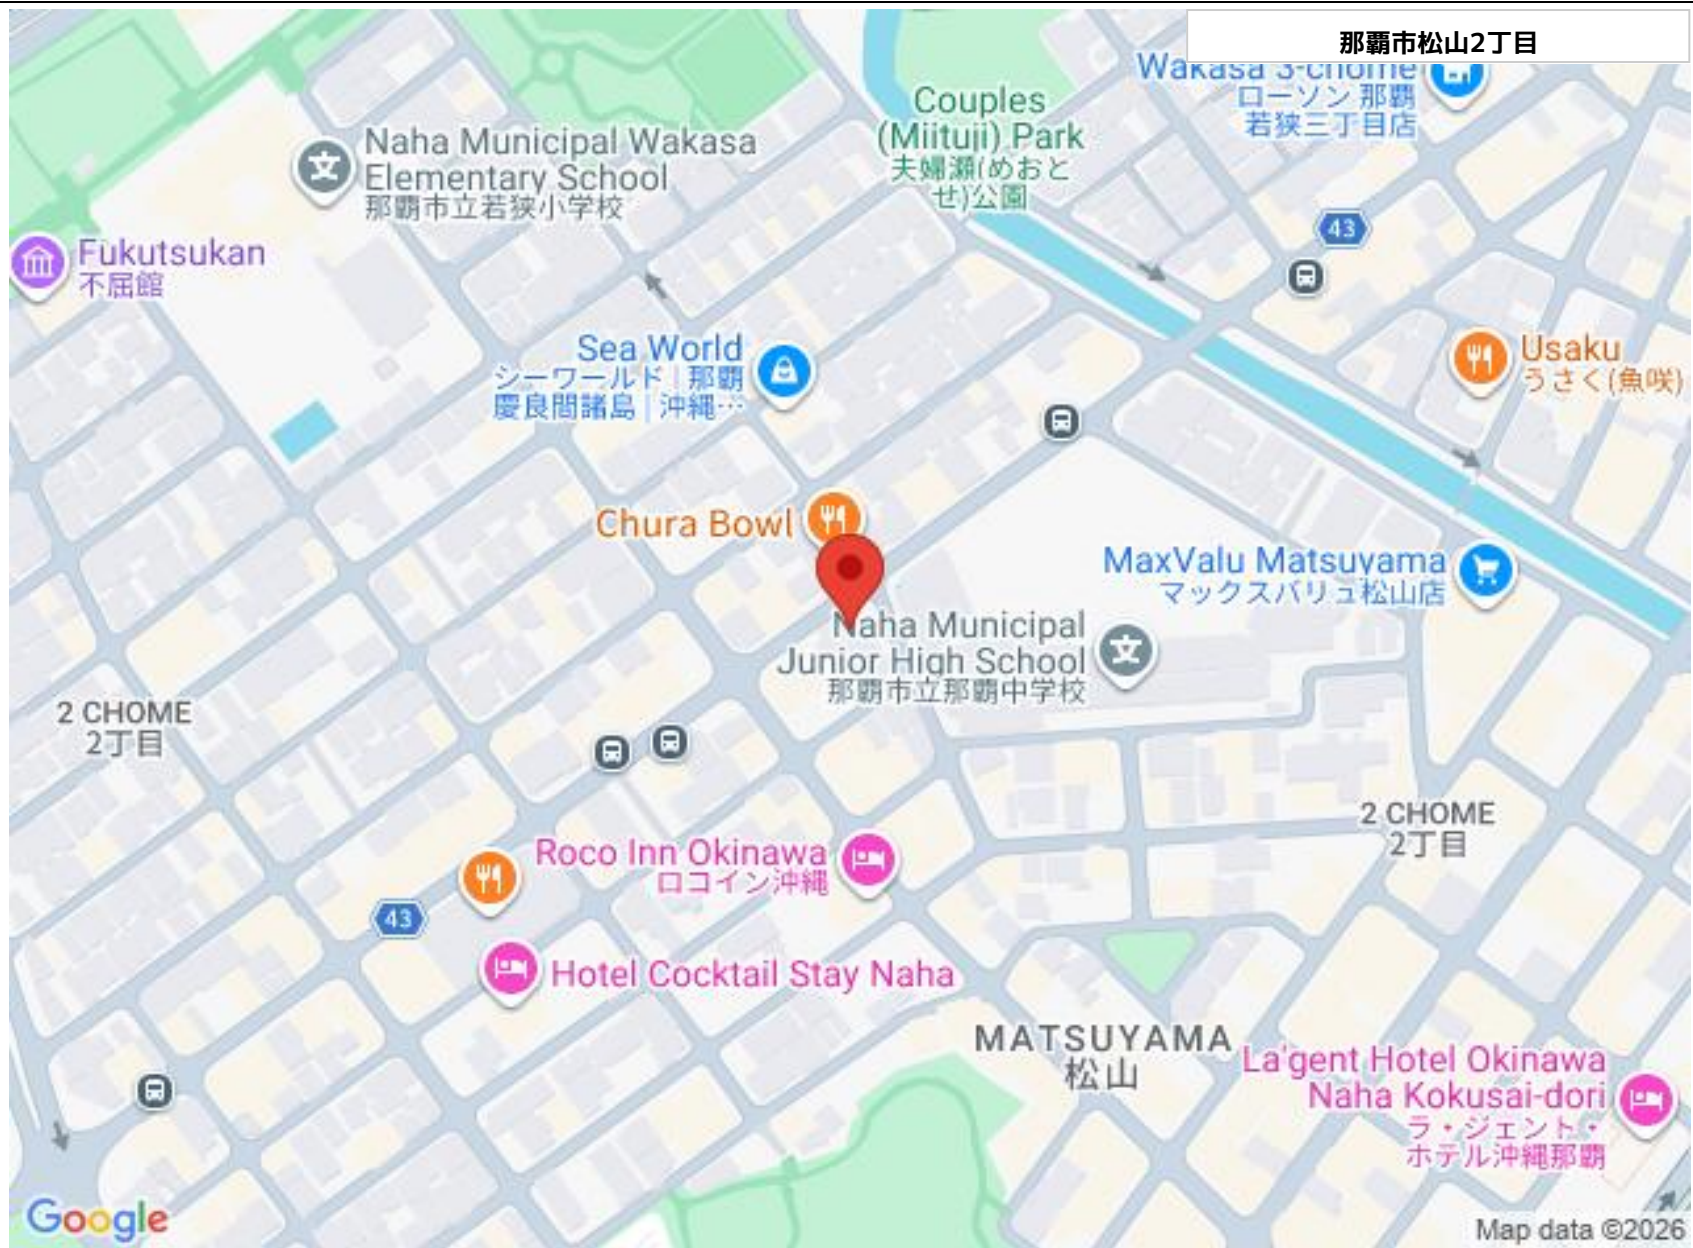 那覇市松山2丁目
Wakasa 3-chome
ローソン 那覇
若狭三丁目店
Couples
(Miituji) Park
夫婦瀬(めおと
せ)公園
Naha Municipal Wakasa
Elementary School
那覇市立若狭小学校
43
Fukutsukan
不屈館
Sea World
シーワールド | 那覇
慶良間諸島 | 沖縄…
Usaku
うさく(魚咲)
Chura Bowl
MaxValu Matsuyama
マックスバリュ松山店
Naha Municipal
Junior High School
那覇市立那覇中学校
2 CHOME
2丁目
2 CHOME
2丁目
Roco Inn Okinawa
ロコイン沖縄
43
Hotel Cocktail Stay Naha
MATSUYAMA
松山
La'gent Hotel Okinawa
Naha Kokusai-dori
ラ・ジェント・
ホテル沖縄那覇
Google
Map data ©2026